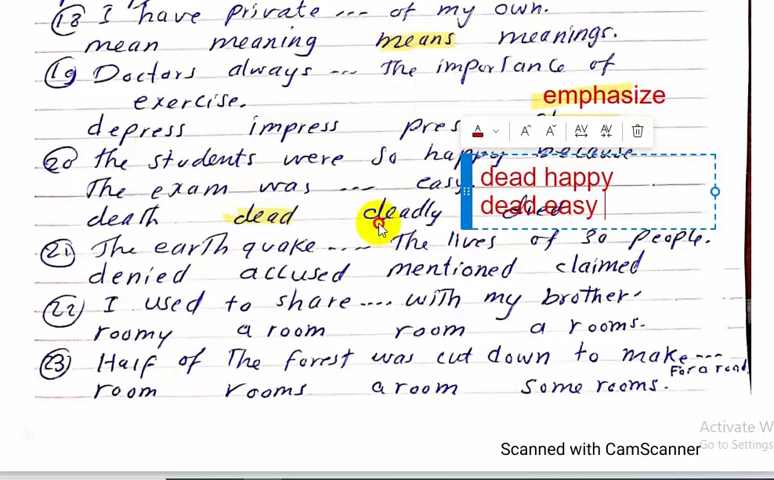 (18) I have private --- of my own.
mean meaning means meanings.
(19) Doctors always --- the importance of
exercise.
emphasize
depress impress pres
(20) the students were so happy because
The exam was --- easy
dead happy
dead easy
death dead deadly died
(21) The earth quake ---- The lives of 30 people.
denied accused mentioned claimed
(22) I used to share ---- with my brother.
roomy a room room a rooms.
(23) Half of The forest was cut down to make ---
For a road
room rooms a room some rooms.
Activate W
Scanned with CamScanner
Go to Settings